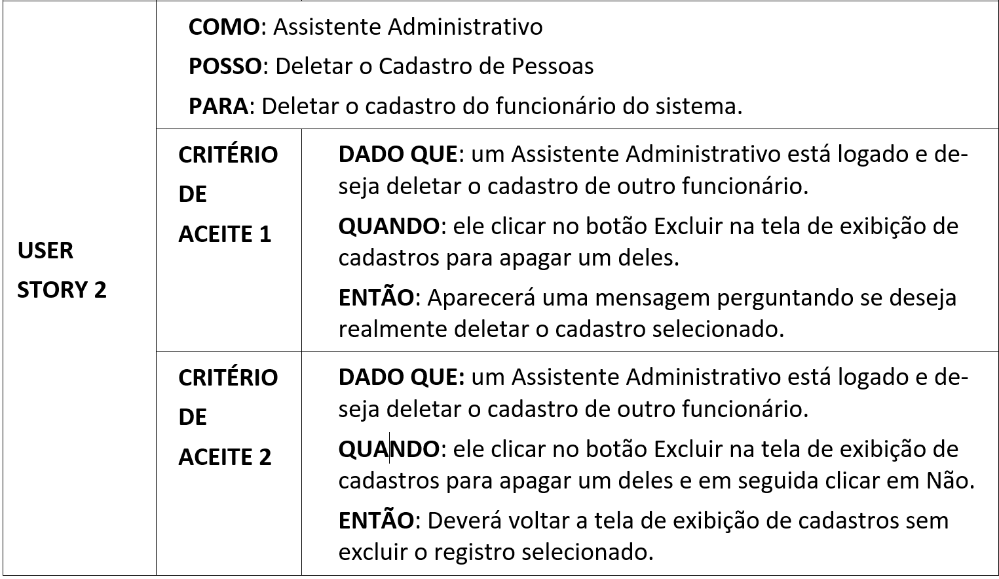 COMO: Assistente Administrativo
POSSO: Deletar o Cadastro de Pessoas
PARA: Deletar o cadastro do funcionário do sistema.
USER
STORY 2
CRITÉRIO
DE
ACEITE 1
DADO QUE: um Assistente Administrativo está logado e de-
seja deletar o cadastro de outro funcionário.
QUANDO: ele clicar no botão Excluir na tela de exibição de
cadastros para apagar um deles.
ENTÃO: Aparecerá uma mensagem perguntando se deseja
realmente deletar o cadastro selecionado.
CRITÉRIO
DE
ACEITE 2
DADO QUE: um Assistente Administrativo está logado e de-
seja deletar o cadastro de outro funcionário.
QUANDO: ele clicar no botão Excluir na tela de exibição de
cadastros para apagar um deles e em seguida clicar em Não.
ENTÃO: Deverá voltar a tela de exibição de cadastros sem
excluir o registro selecionado.